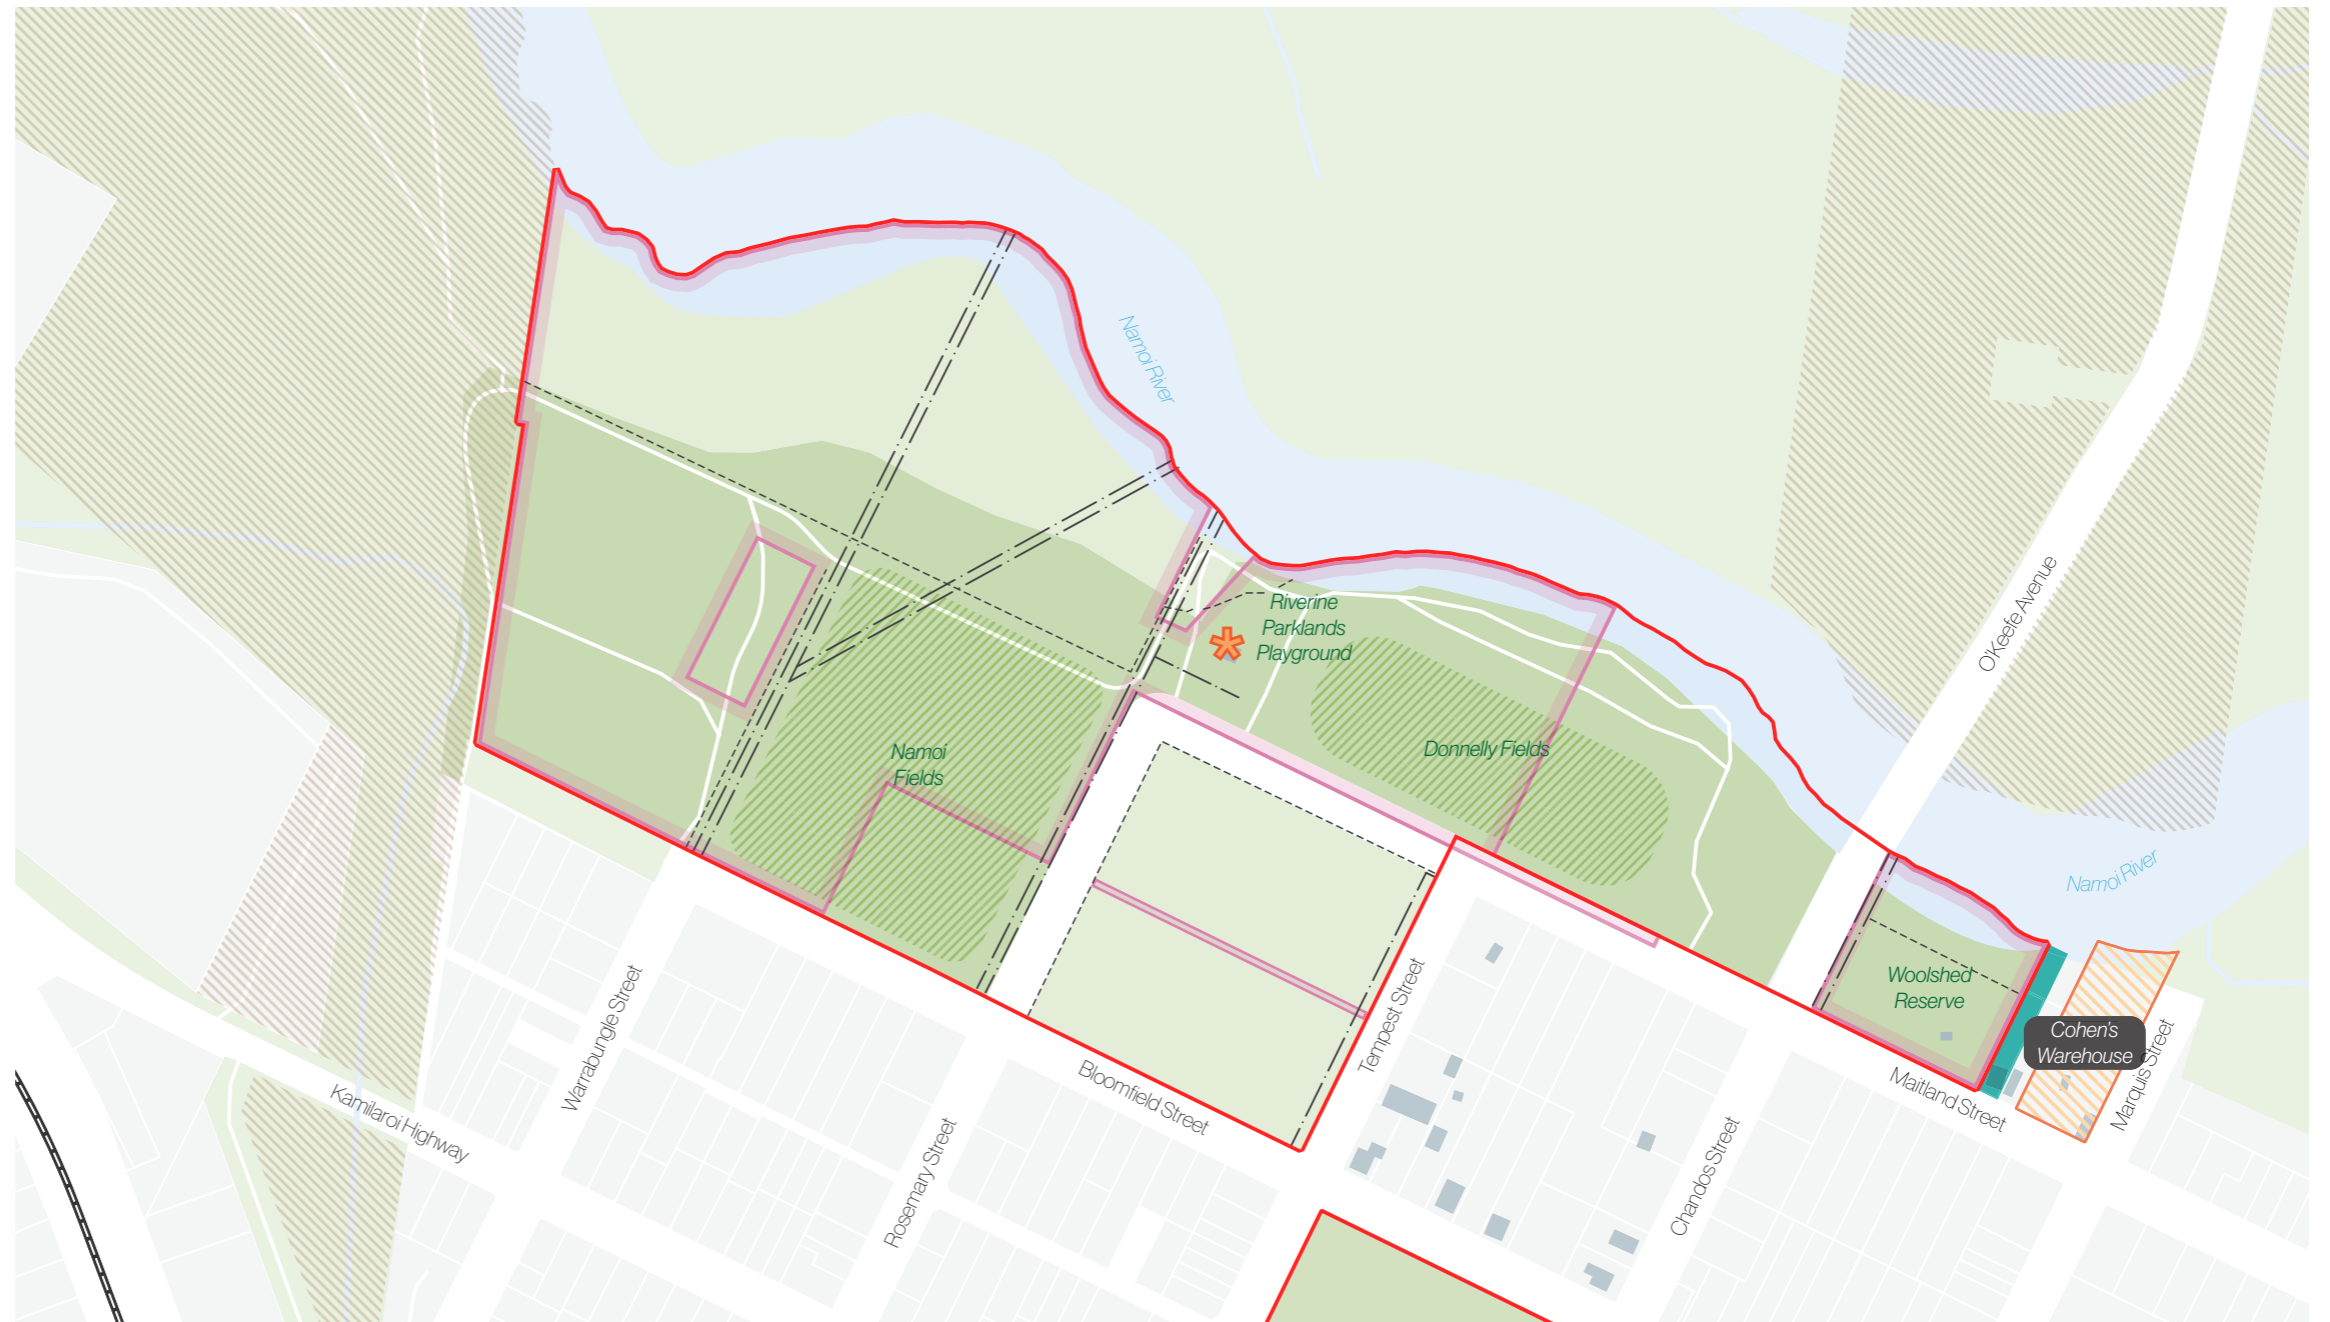 Namoi River
Riverine
Parklands
Playground
O'Keefe Avenue
Namoi
Fields
Donnelly Fields
Namoi River
Woolshed
Reserve
Cohen's
Warehouse
Marquis Street
Maitland Street
Tempest Street
Bloomfield Street
Warrabungle Street
Kamilaroi Highway
Rosemary Street
Chandos Street